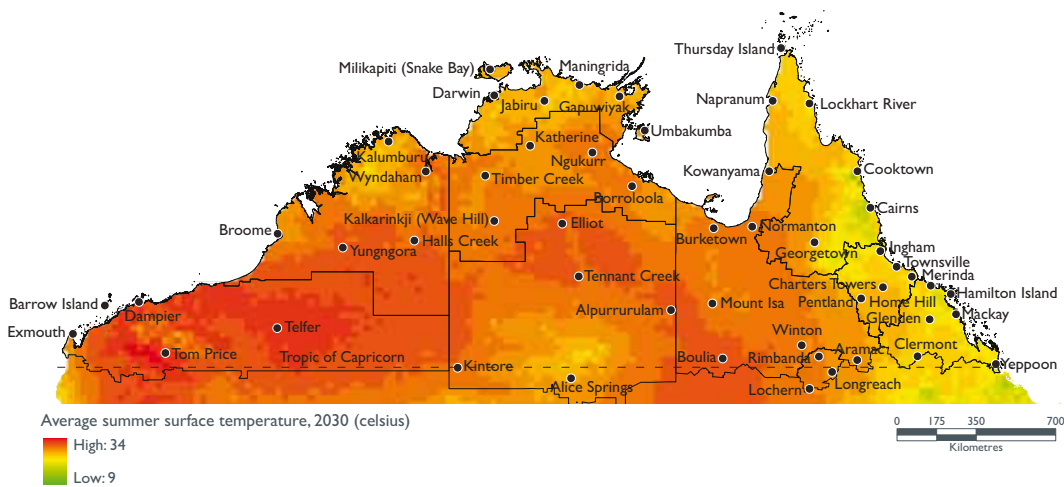 Thursday Island
Milikapiti (Snake Bay)
Maningrida
Darwin
Jabiru
Gapuwiyak
Napranum
Lockhart River
Umbakumba
Katherine
Kalumburu
Ngukurr
Wyndaham
Timber Creek
Kowanyama
Cooktown
Borroloola
Cairns
Kalkarinkji (Wave Hill)
Elliot
Broome
Halls Creek
Burketown
Normanton
Yungngora
Georgetown
Ingham
Townsville
Tennant Creek
Merinda
Charters Towers
Hamilton Island
Barrow Island
Mount Isa
Pentland
Home Hill
Dampier
Alpurrurulam
Mackay
Glenden
Exmouth
Telfer
Winton
Tom Price
Tropic of Capricorn
Boulia
Rimbanda
Aramac
Clermont
Kintore
Yeppoon
Alice Springs
Lochern
Longreach
Average summer surface temperature, 2030 (celsius)
High: 34
Low: 9
0 175 350 700
Kilometres